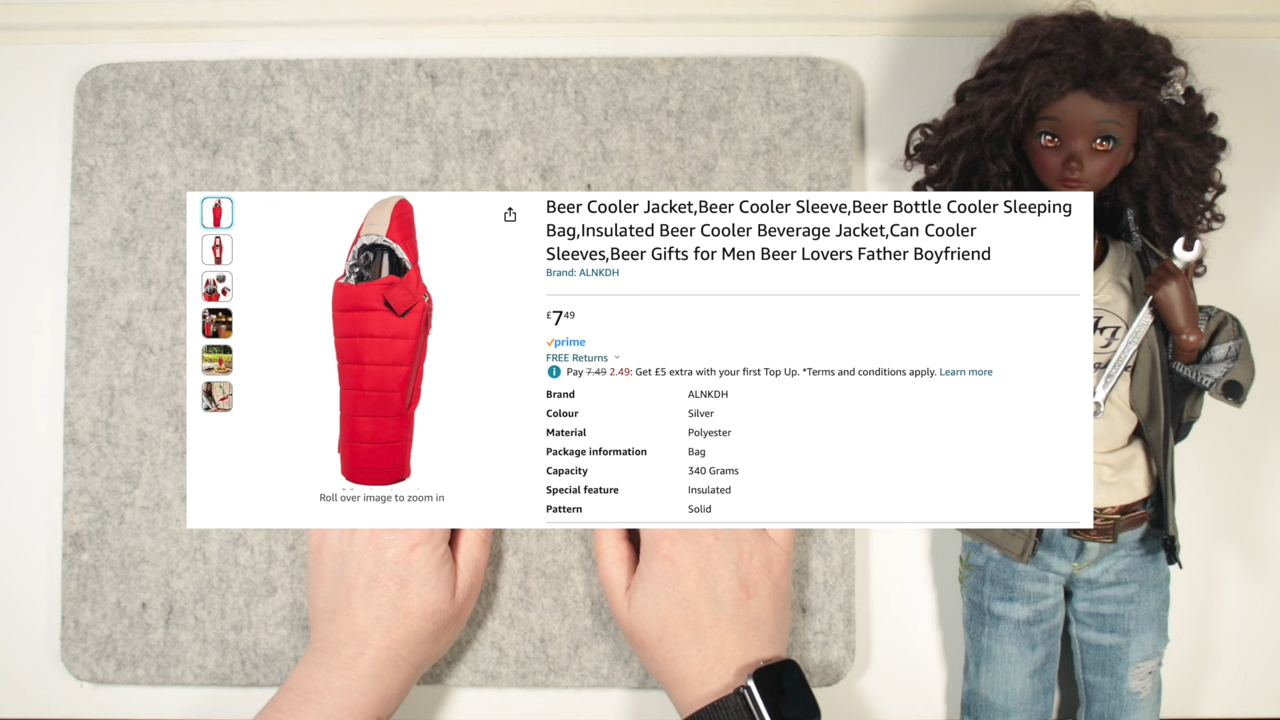 Beer Cooler Jacket,Beer Cooler Sleeve,Beer Bottle Cooler Sleeping
Bag,Insulated Beer Cooler Beverage Jacket,Can Cooler
Sleeves,Beer Gifts for Men Beer Lovers Father Boyfriend
Brand: ALNKDH
£7.49
prime
FREE Returns
Pay 7.49 2.49: Get £5 extra with your first Top Up. *Terms and conditions apply. Learn more
Brand ALNKDH
Colour Silver
Material Polyester
Package information Bag
Capacity 340 Grams
Special feature Insulated
Pattern Solid
Roll over image to zoom in